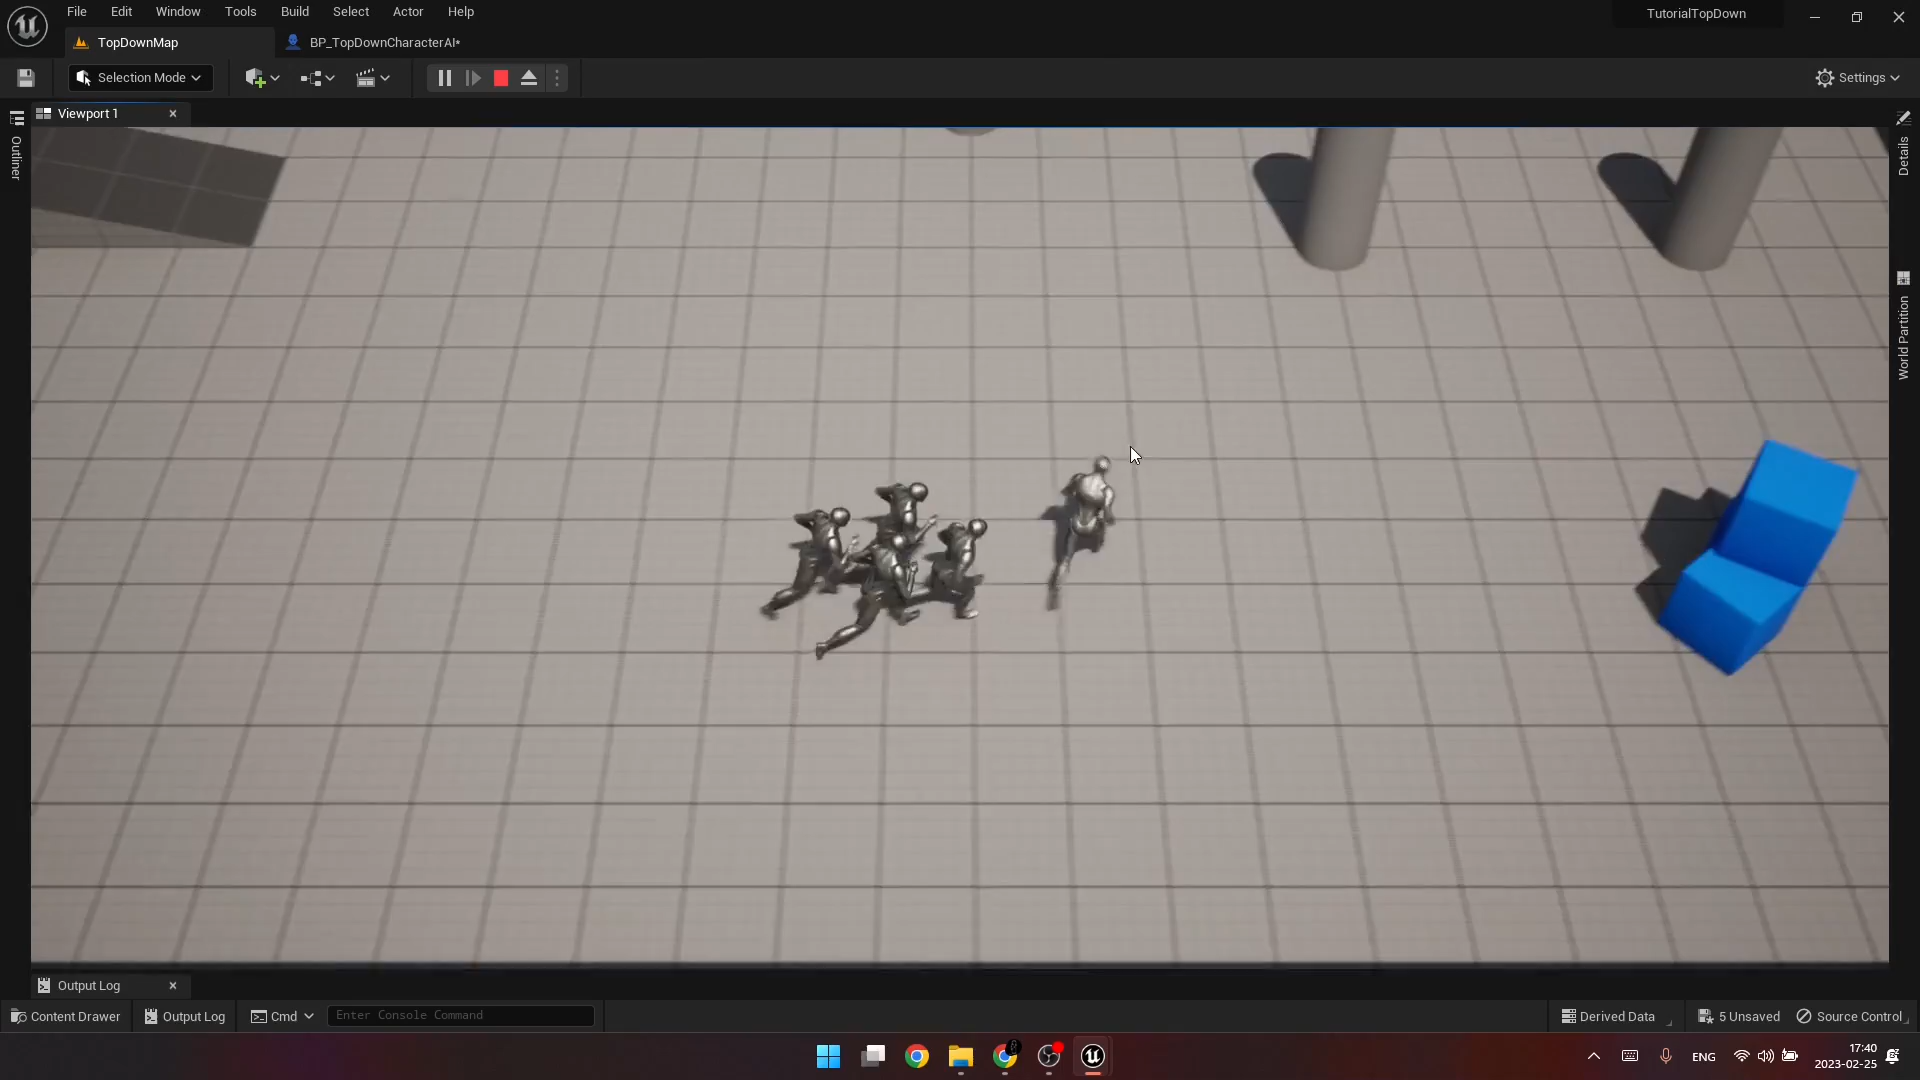 File Edit Window Tools Build Select Actor Help
TutorialTopDown
TopDownMap
BP_TopDownCharacterAI*
Selection Mode
Settings
Viewport 1
Outliner
Details
World Partition
Output Log
Content Drawer
Output Log
Cmd
Enter Console Command
Derived Data
5 Unsaved
Source Control
ENG
17:40
2023-02-25